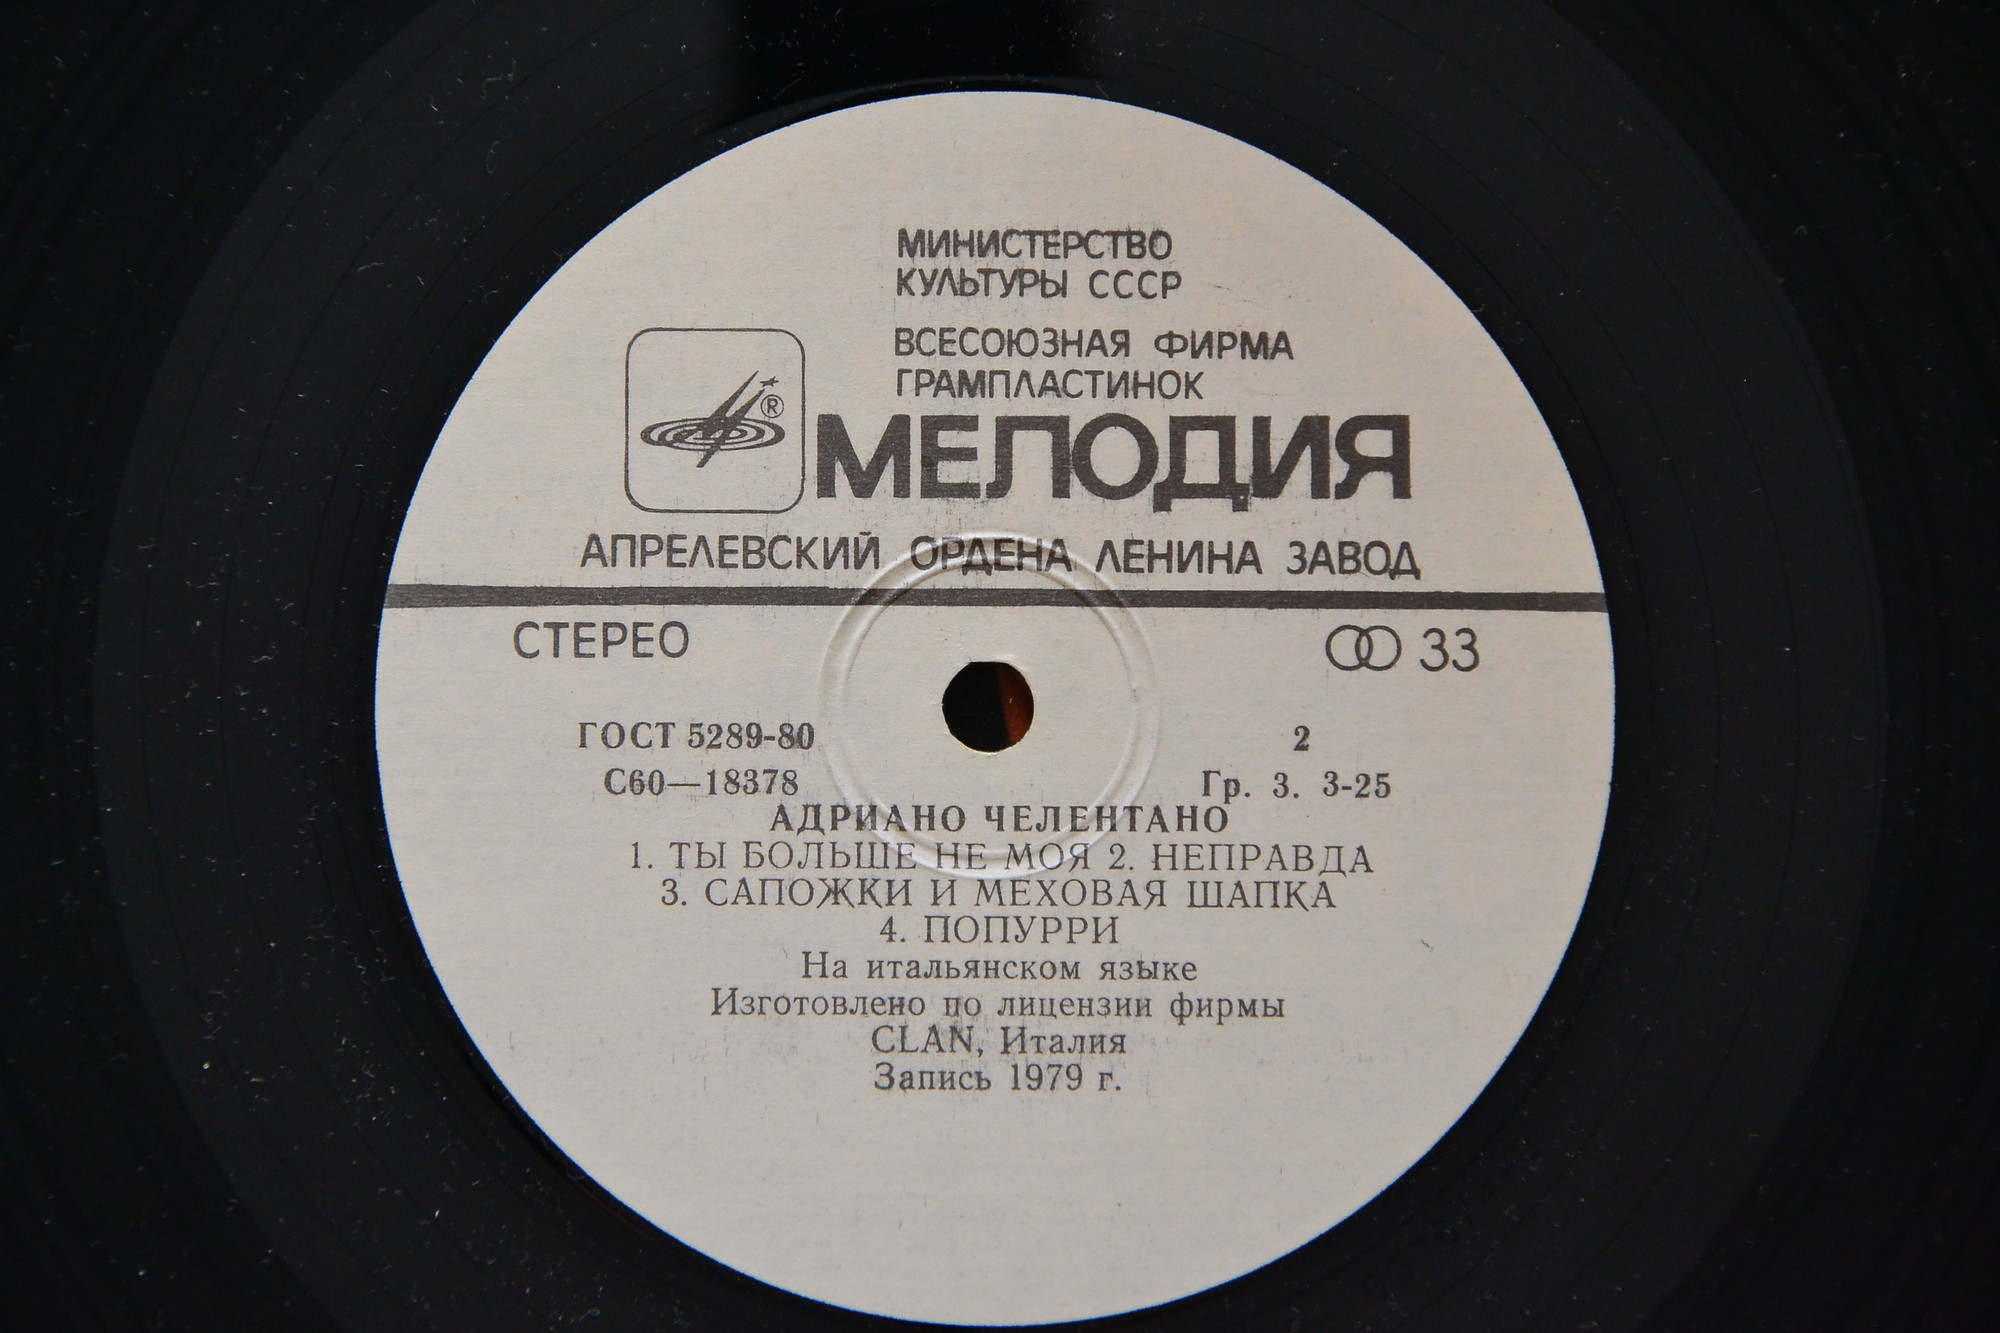 МИНИСТЕРСТВО
КУЛЬТУРЫ СССР
ВСЕСОЮЗНАЯ ФИРМА
ГРАМПЛАСТИНОК
®
МЕЛОДИЯ
АПРЕЛЕВСКИЙ ОРДЕНА ЛЕНИНА ЗАВОД
СТЕРЕО
33
ГОСТ 5289-80
2
С60—18378
Гр. 3. 3-25
АДРИАНО ЧЕЛЕНТАНО
1. ТЫ БОЛЬШЕ НЕ МОЯ 2. НЕПРАВДА
3. САПОЖКИ И МЕХОВАЯ ШАПКА
4. ПОПУРРИ
На итальянском языке
Изготовлено по лицензии фирмы
CLAN, Италия
Запись 1979 г.